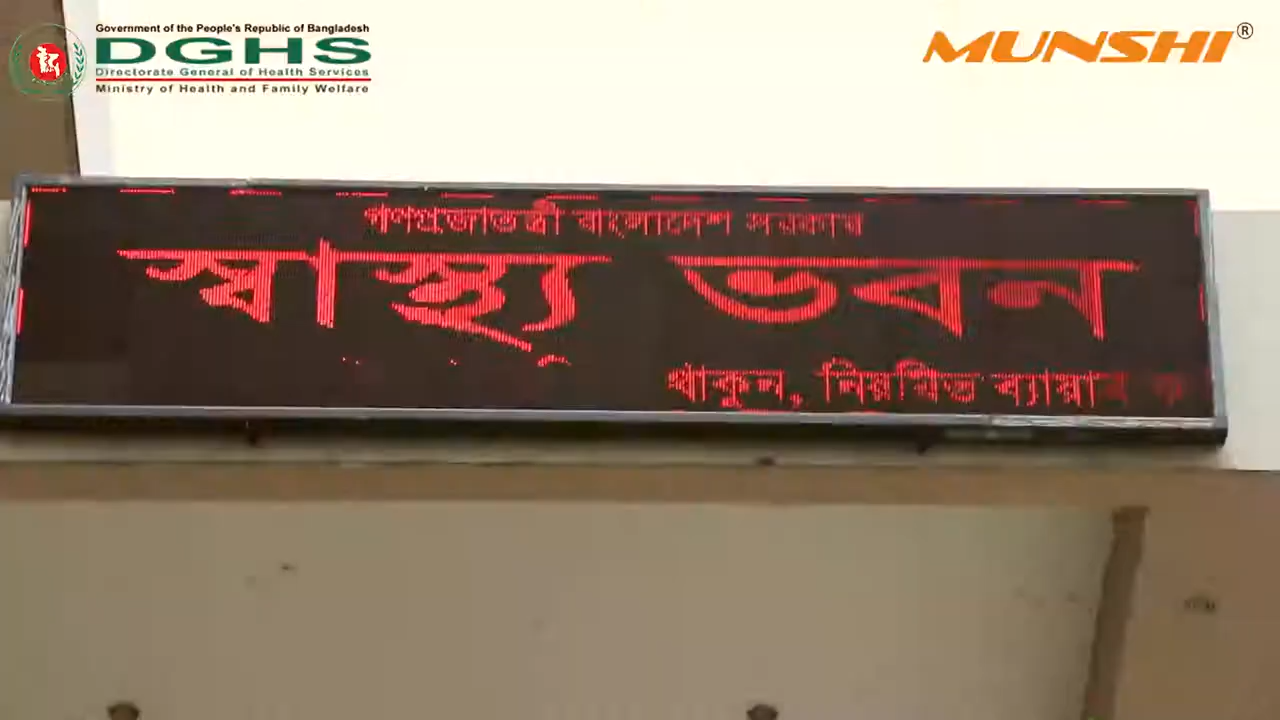 Government of the People's Republic of Bangladesh
DGHS
Directorate General of Health Services
Ministry of Health and Family Welfare
MUNSHI®
গণপ্রজাতন্ত্রী বাংলাদেশ সরকার
স্বাস্থ্য ভবন
থাকুন, নিয়মিত ব্যায়াম